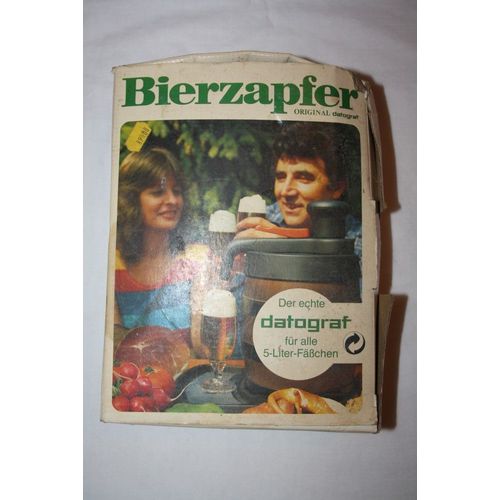 Bierzapfer
ORIGINAL datograf
Der echte
datograf
für alle
5-Liter-Fäßchen